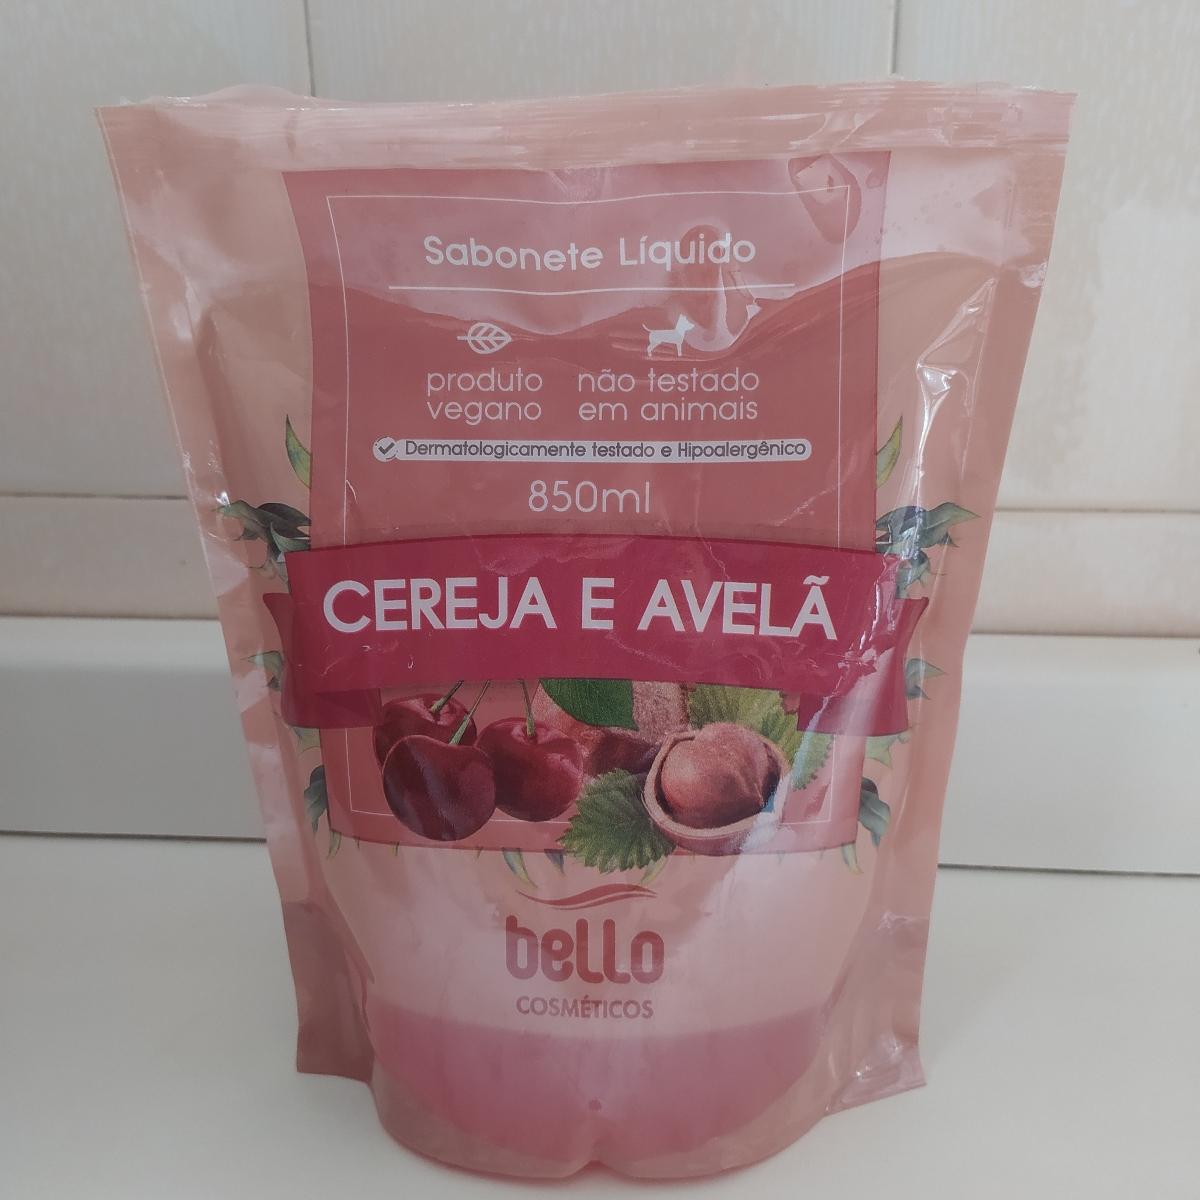 Sabonete Líquido
produto
vegano
não testado
em animais
Dermatologicamente testado e Hipoalergênico
850ml
CEREJA E AVELÃ
bello
COSMÉTICOS